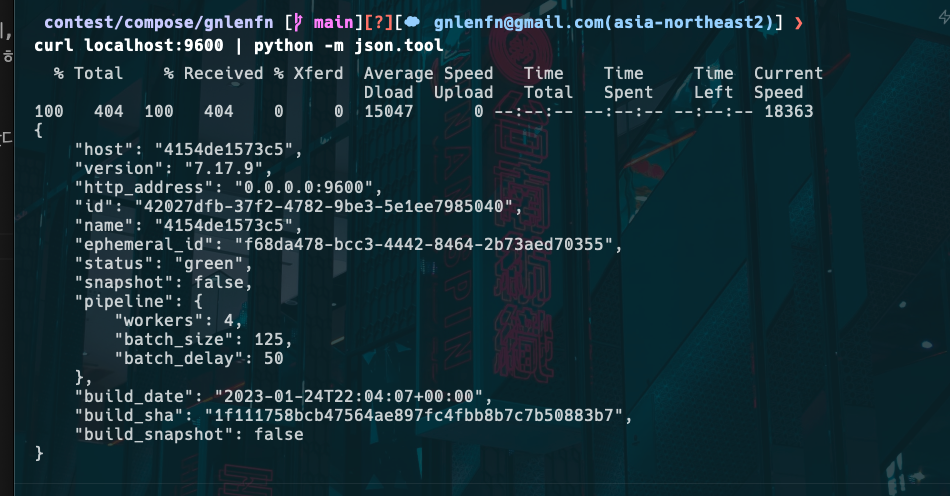 contest/compose/gnlenfn [ main][?][ gnlenfn@gmail.com(asia-northeast2)] ❯
curl localhost:9600 | python -m json.tool
  % Total    % Received % Xferd  Average Speed   Time    Time     Time  Current
                                 Dload  Upload   Total   Spent    Left  Speed
100   404  100   404    0     0  15047      0 --:--:-- --:--:-- --:--:-- 18363
{
    "host": "4154de1573c5",
    "version": "7.17.9",
    "http_address": "0.0.0.0:9600",
    "id": "42027dfb-37f2-4782-9be3-5e1ee7985040",
    "name": "4154de1573c5",
    "ephemeral_id": "f68da478-bcc3-4442-8464-2b73aed70355",
    "status": "green",
    "snapshot": false,
    "pipeline": {
        "workers": 4,
        "batch_size": 125,
        "batch_delay": 50
    },
    "build_date": "2023-01-24T22:04:07+00:00",
    "build_sha": "1f111758bcb47564ae897fc4fbb8b7c7b50883b7",
    "build_snapshot": false
}